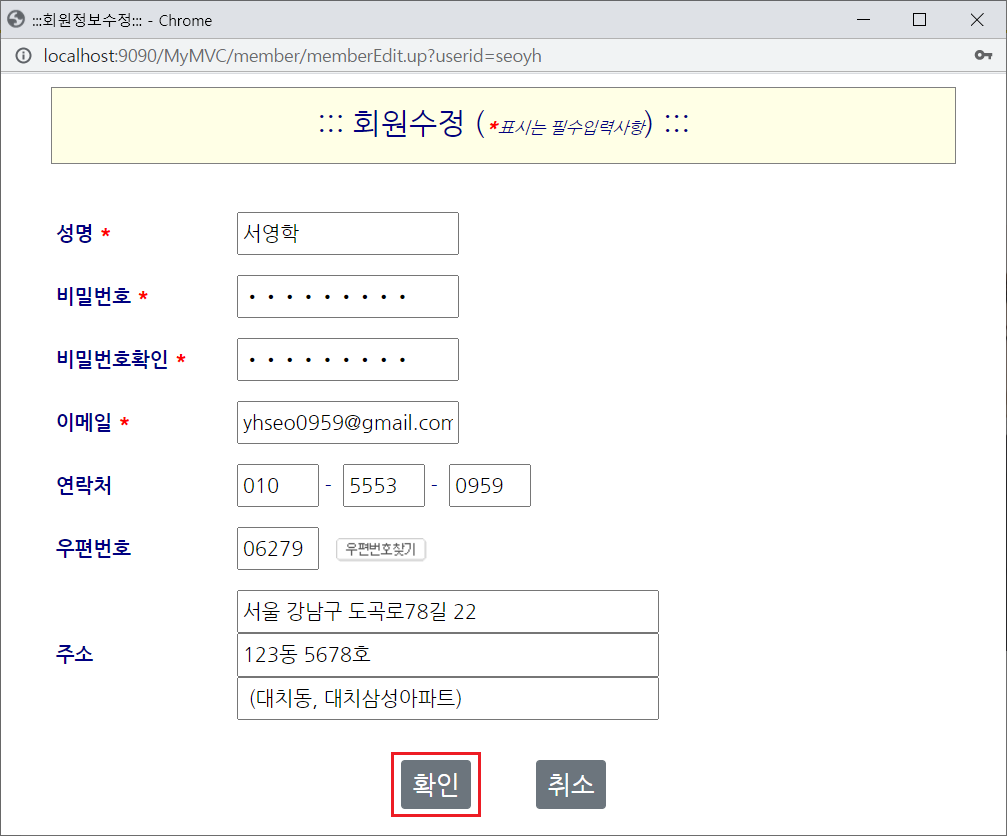 :::회원정보수정::: - Chrome
localhost:9090/MyMVC/member/memberEdit.up?userid=seoyh
::: 회원수정 (*표시는 필수입력사항) :::
성명 * 서영학
비밀번호 * •••••••••
비밀번호확인 * •••••••••
이메일 * yhseo0959@gmail.com
연락처 010 - 5553 - 0959
우편번호 06279 우편번호찾기
서울 강남구 도곡로78길 22
주소 123동 5678호
(대치동, 대치삼성아파트)
확인 취소